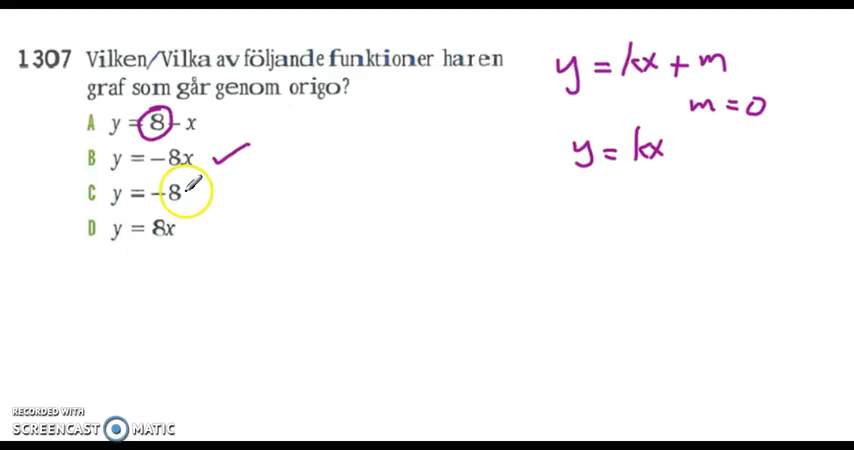 1307 Vilken/Vilka av följande funktioner har en
graf som går genom origo?
A y = 8 - x
B y = -8x
C y = -8
D y = 8x
y = kx + m
m = 0
y = kx
RECORDED WITH
SCREENCAST MATIC